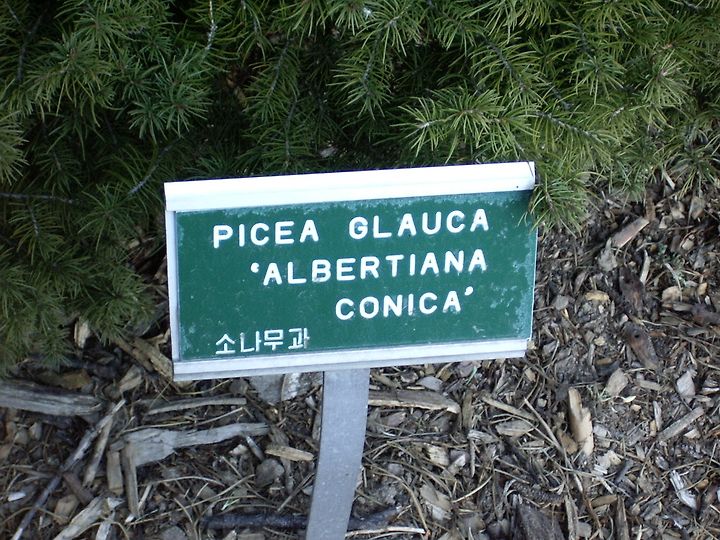 PICEA GLAUCA
‘ALBERTIANA
CONICA’
소나무과